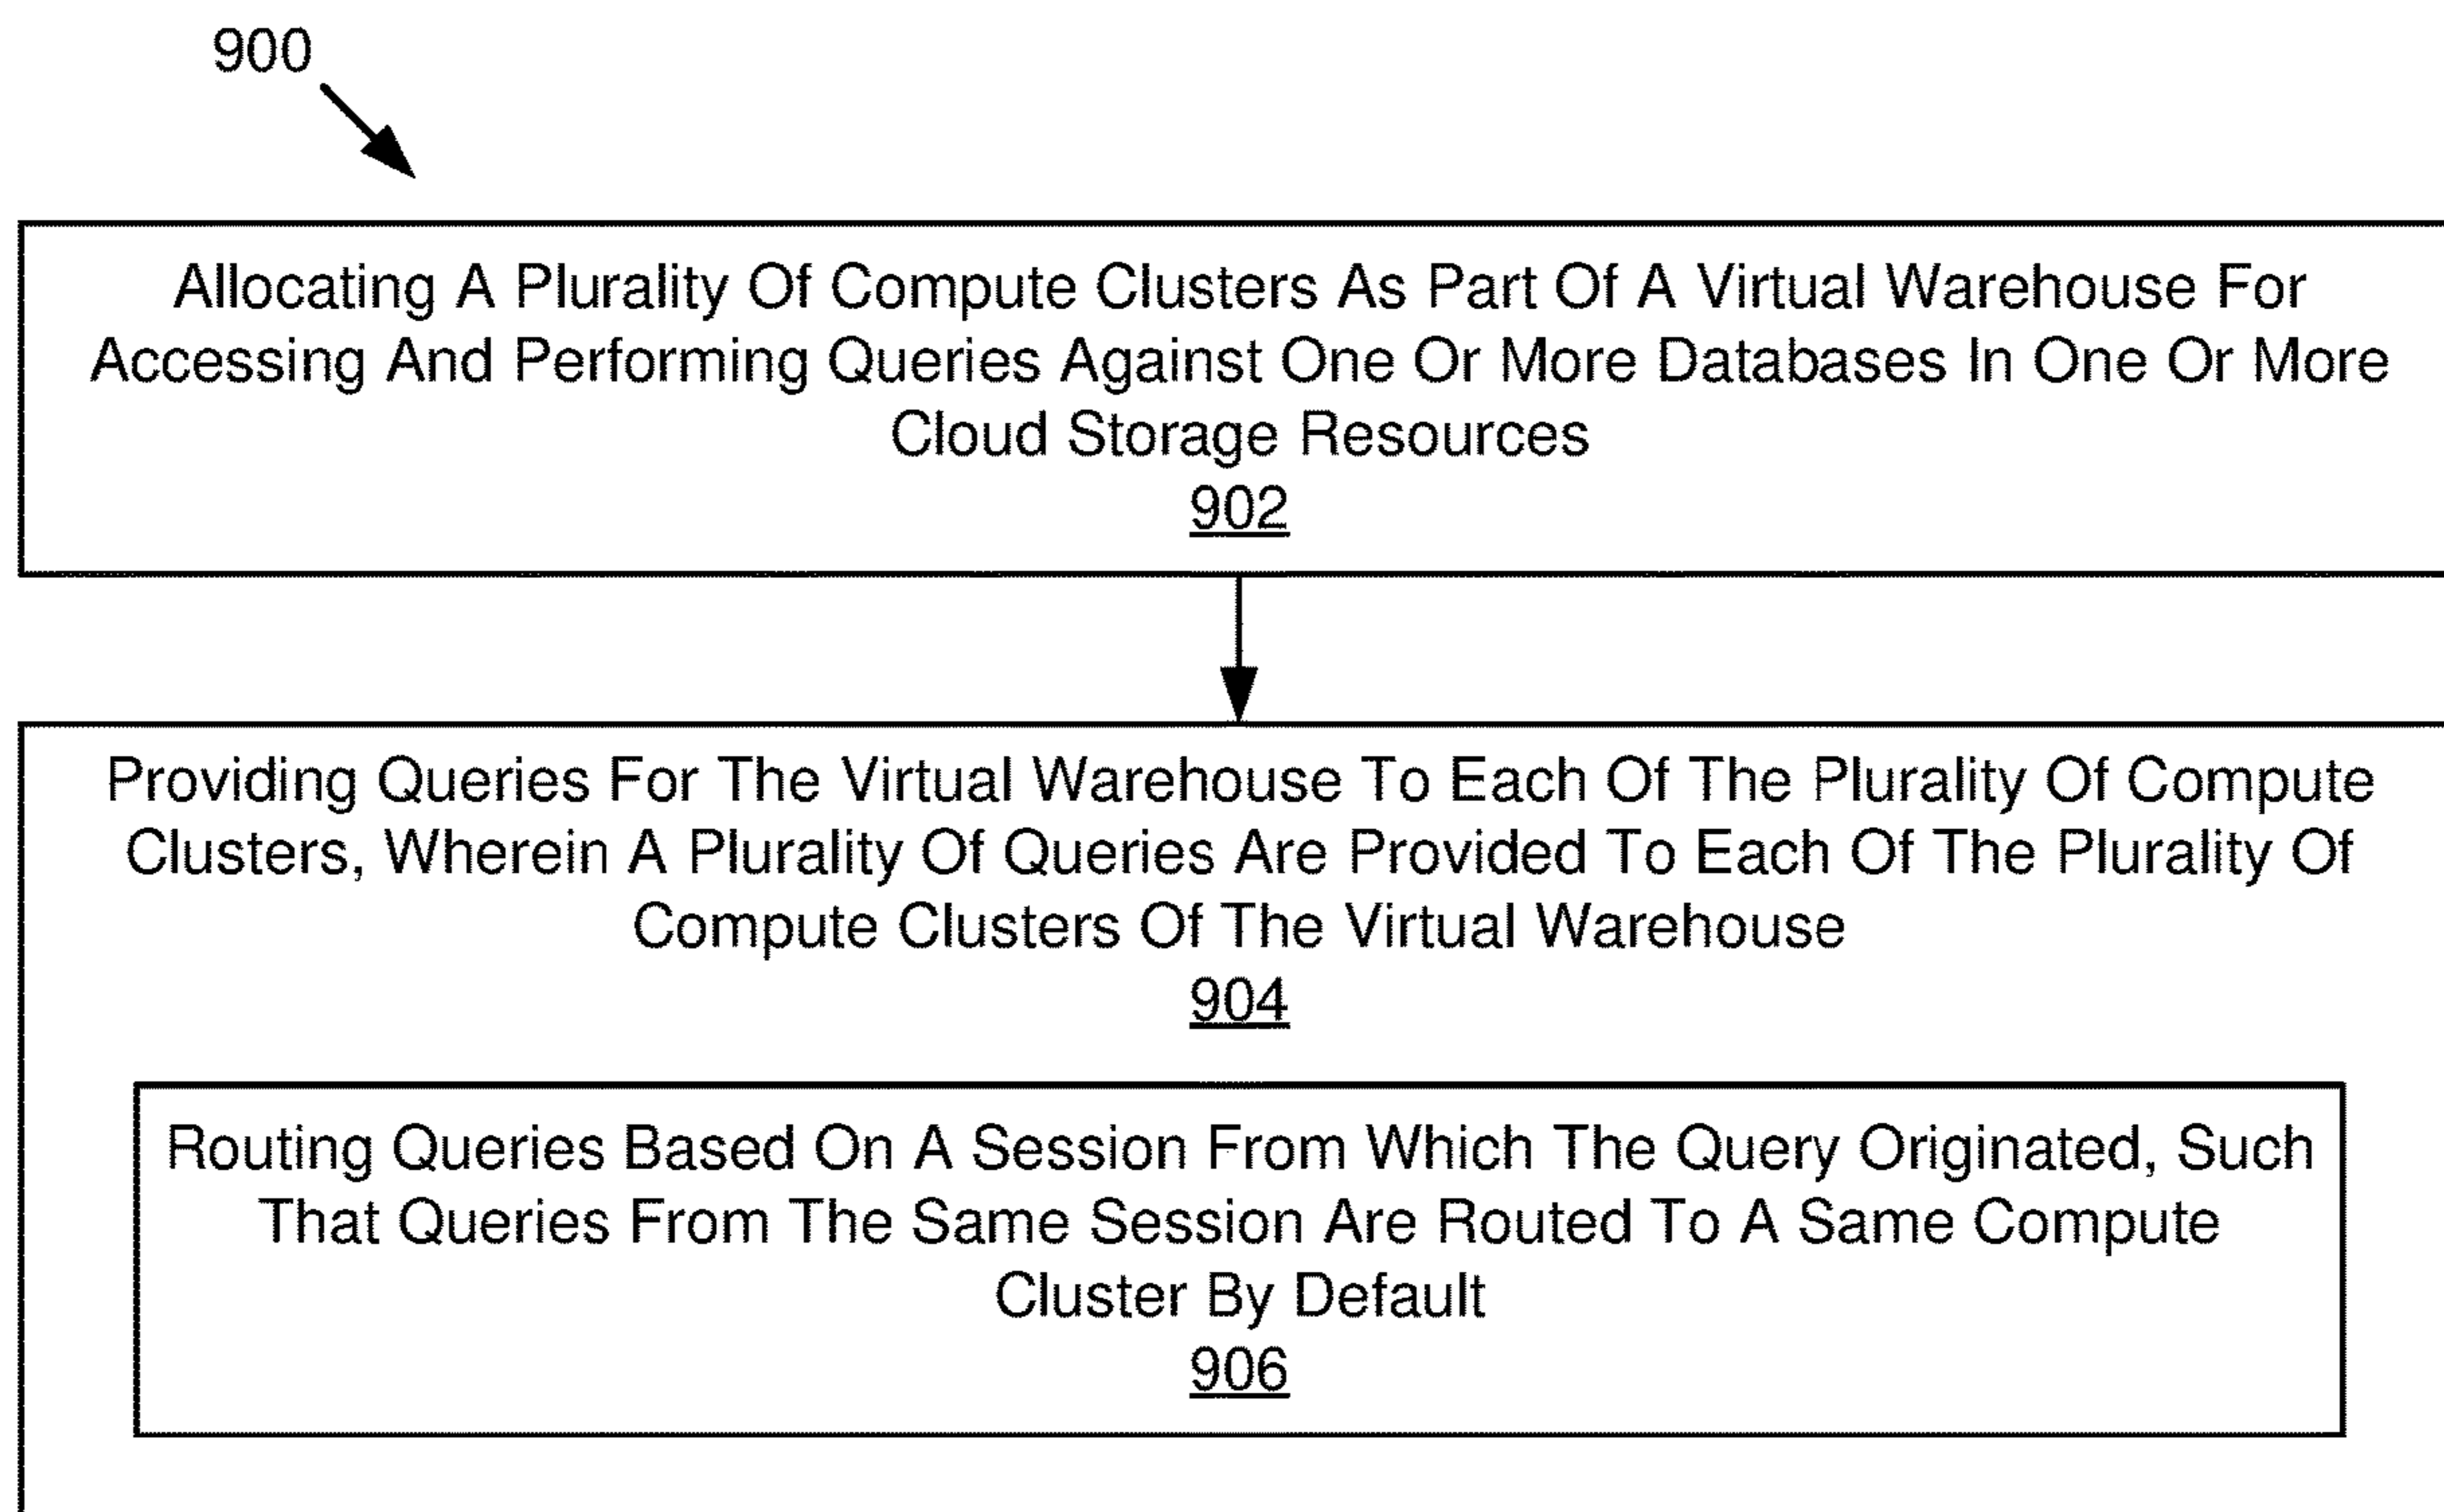 900
Allocating A Plurality Of Compute Clusters As Part Of A Virtual Warehouse For
Accessing And Performing Queries Against One Or More Databases In One Or More
Cloud Storage Resources
902
Providing Queries For The Virtual Warehouse To Each Of The Plurality Of Compute
Clusters, Wherein A Plurality Of Queries Are Provided To Each Of The Plurality Of
Compute Clusters Of The Virtual Warehouse
904
Routing Queries Based On A Session From Which The Query Originated, Such
That Queries From The Same Session Are Routed To A Same Compute
Cluster By Default
906